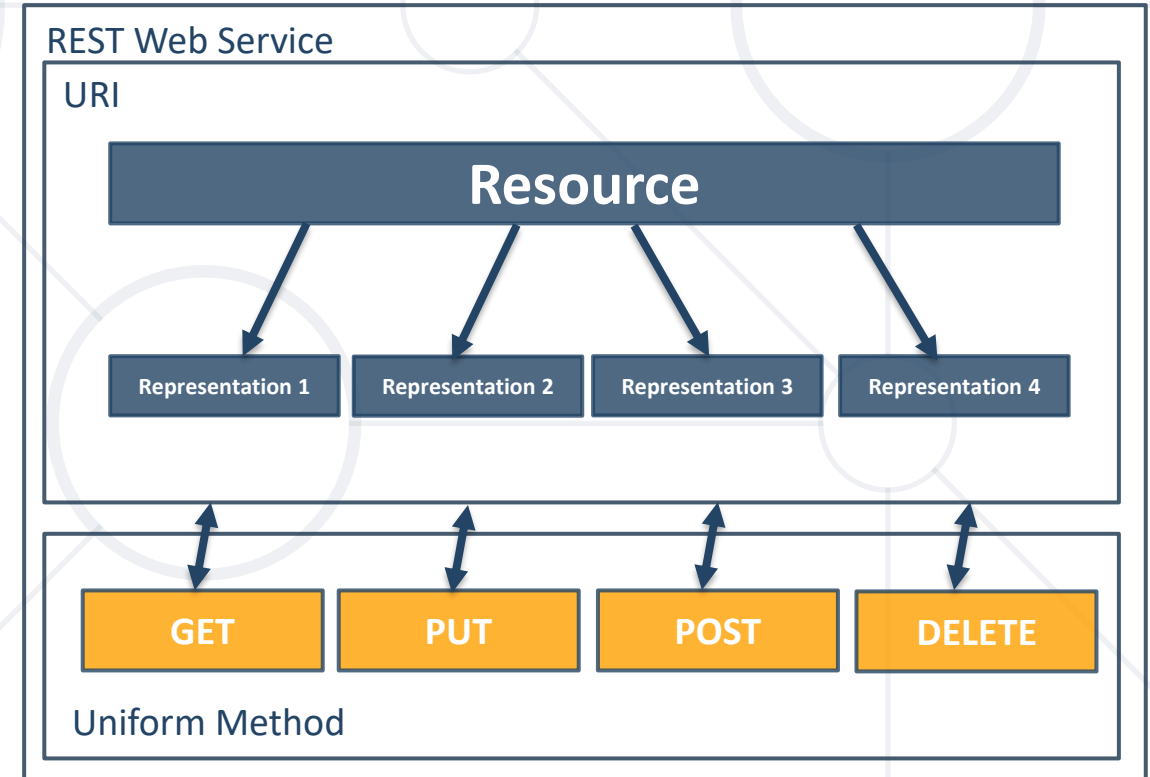 REST Web Service
URI
Resource
Representation 1
Representation 2
Representation 3
Representation 4
GET
PUT
POST
DELETE
Uniform Method